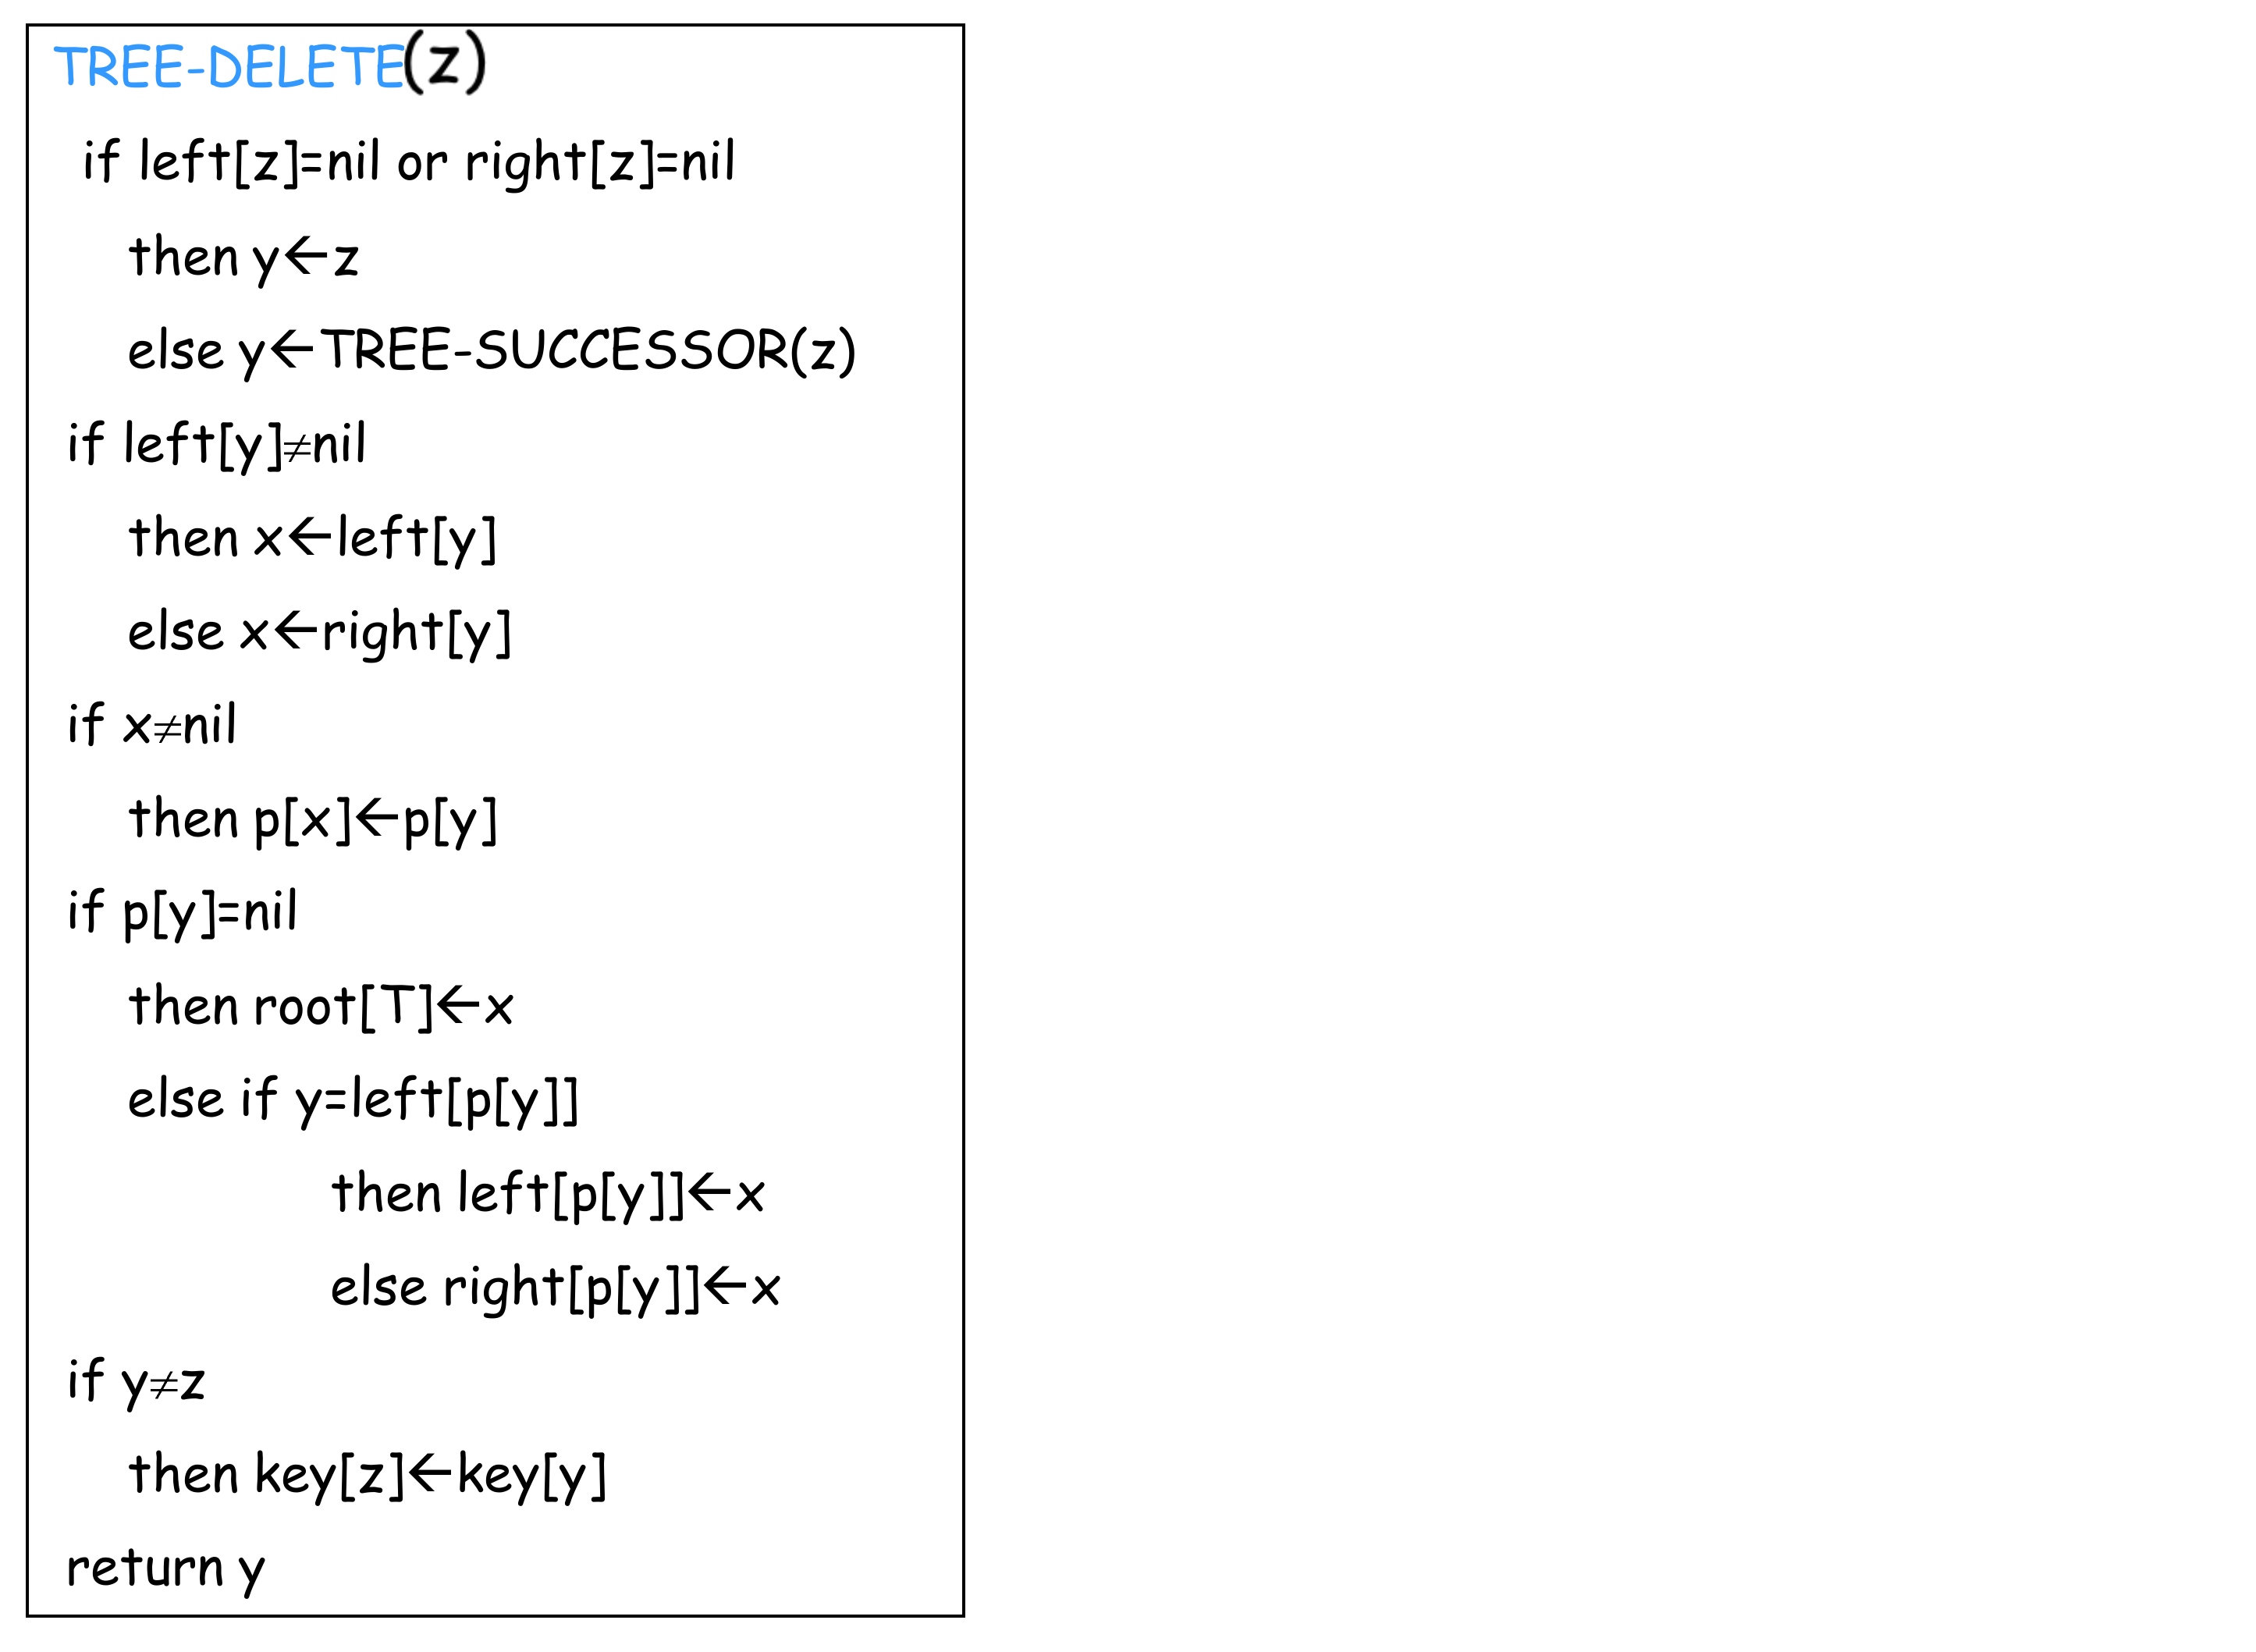 TREE-DELETE(z)
if left[z]=nil or right[z]=nil
then y←z
else y←TREE-SUCCESSOR(z)
if left[y]≠nil
then x←left[y]
else x←right[y]
if x≠nil
then p[x]←p[y]
if p[y]=nil
then root[T]←x
else if y=left[p[y]]
then left[p[y]]←x
else right[p[y]]←x
if y≠z
then key[z]←key[y]
return y